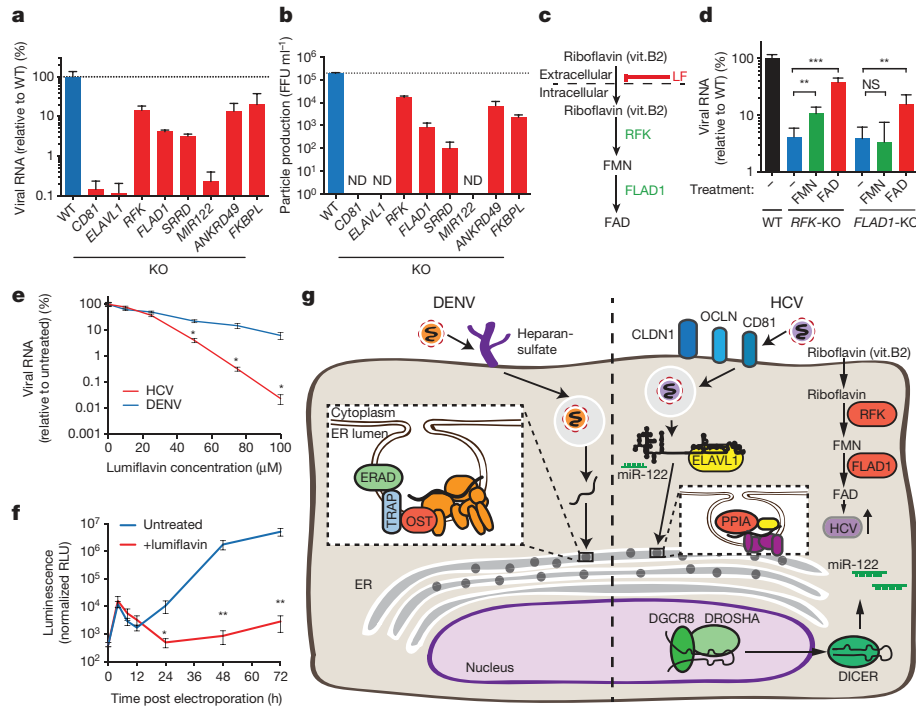 a
Viral RNA (relative to WT) (%)
100
10
1
0.1
WT
CD81
ELAVL1
RFK
FLAD1
SRRD
MIR122
ANKRD49
FKBPL
KO
b
Particle production (FFU ml⁻¹)
10⁶
10⁵
10⁴
10³
10²
10¹
10⁰
ND ND ND
WT
CD81
ELAVL1
RFK
FLAD1
SRRD
MIR122
ANKRD49
FKBPL
KO
c
Riboflavin (vit.B2)
Extracellular
LF
Intracellular
Riboflavin (vit.B2)
RFK
FMN
FLAD1
FAD
d
Viral RNA
(relative to WT) (%)
100
10
1
***
**
**
NS
Treatment:
–
–
FMN
FAD
–
FMN
FAD
WT RFK-KO FLAD1-KO
e
Viral RNA
(relative to untreated) (%)
100
10
1
0.1
0.01
0.001
*
*
*
HCV
DENV
0 20 40 60 80 100
Lumiflavin concentration (μM)
f
Luminescence
(normalized RLU)
10⁷
10⁶
10⁵
10⁴
10³
10²
Untreated
+lumiflavin
* ** **
0 12 24 36 48 60 72
Time post electroporation (h)
g
DENV
HCV
Heparan-
sulfate
CLDN1
OCLN
CD81
Riboflavin (vit.B2)
Riboflavin
RFK
FMN
FLAD1
FAD
HCV
Cytoplasm
ER lumen
ERAD
TRAP
OST
miR-122
ELAVL1
PPIA
miR-122
ER
DGCR8
DROSHA
Nucleus
DICER